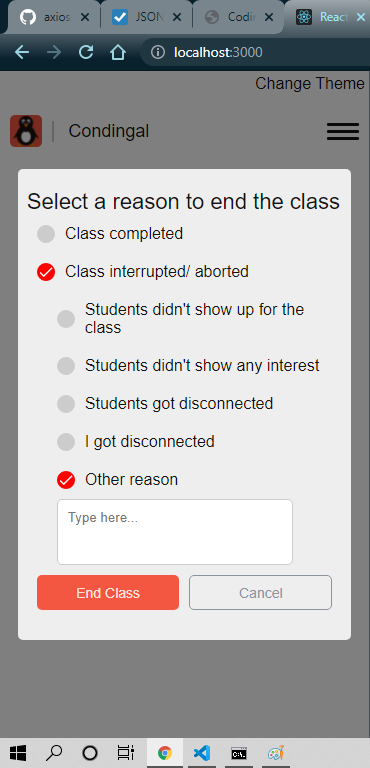 axios
JSON
Codin
React
localhost:3000
Change Theme
Condingal
Select a reason to end the class
Class completed
Class interrupted/ aborted
Students didn't show up for the
class
Students didn't show any interest
Students got disconnected
I got disconnected
Other reason
Type here...
End Class
Cancel